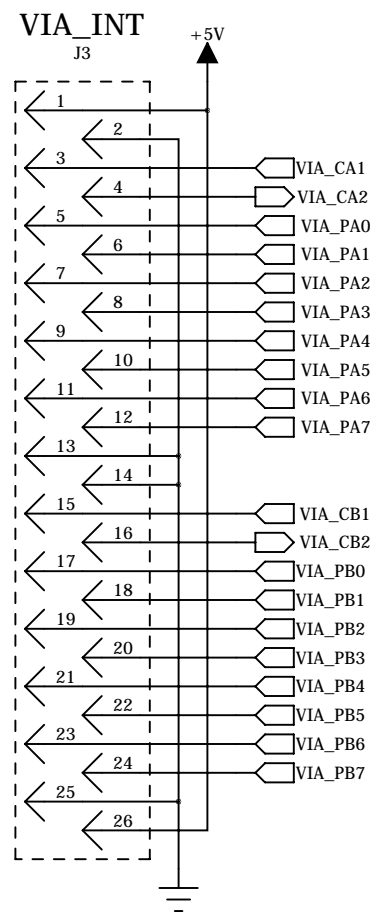 VIA_INT
J3
+5V
1
2
3 VIA_CA1
4 VIA_CA2
5 VIA_PA0
6 VIA_PA1
7 VIA_PA2
8 VIA_PA3
9 VIA_PA4
10 VIA_PA5
11 VIA_PA6
12 VIA_PA7
13
14
15 VIA_CB1
16 VIA_CB2
17 VIA_PB0
18 VIA_PB1
19 VIA_PB2
20 VIA_PB3
21 VIA_PB4
22 VIA_PB5
23 VIA_PB6
24 VIA_PB7
25
26